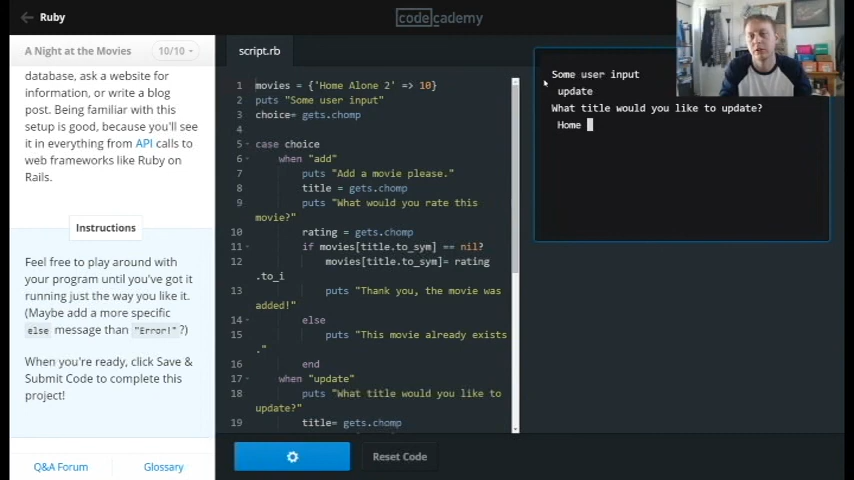 Ruby
codecademy
A Night at the Movies
10/10
database, ask a website for
information, or write a blog
post. Being familiar with this
setup is good, because you'll see
it in everything from API calls to
web frameworks like Ruby on
Rails.
Instructions
Feel free to play around with
your program until you've got it
running just the way you like it.
(Maybe add a more specific
else message than "Error!"?)
When you're ready, click Save &
Submit Code to complete this
project!
Q&A Forum
Glossary
script.rb
1 movies = {'Home Alone 2' => 10}
2 puts "Some user input"
3 choice= gets.chomp
4
5 case choice
6 when "add"
7 puts "Add a movie please."
8 title = gets.chomp
9 puts "What would you rate this
movie?"
10 rating = gets.chomp
11 if movies[title.to_sym] == nil?
12 movies[title.to_sym]= rating
.to_i
13 puts "Thank you, the movie was
added!"
14 else
15 puts "This movie already exists
."
16 end
17 when "update"
18 puts "What title would you like to
update?"
19 title= gets.chomp
Reset Code
Some user input
update
What title would you like to update?
Home